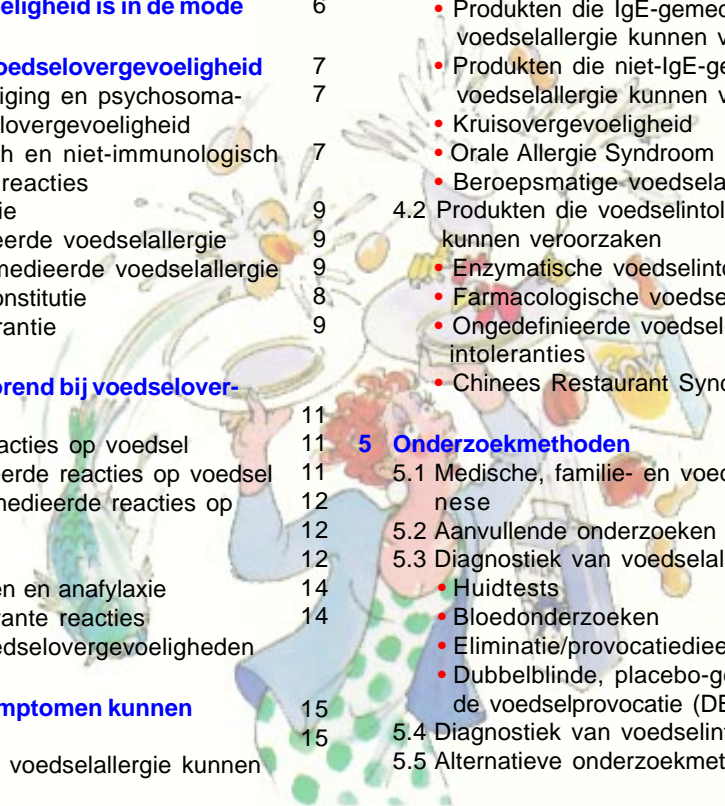 eligheid is in de mode 6
oedselovergevoeligheid 7
iging en psychosoma- 7
lovergevoeligheid
h en niet-immunologisch 7
reacties
ie 9
eerde voedselallergie 9
medieerde voedselallergie 9
onstitutie 8
rantie 9
orend bij voedselover-
11
acties op voedsel 11
eerde reacties op voedsel 11
medieerde reacties op 12
12
12
en en anafylaxie 14
rante reacties 14
edselovergevoeligheden
mptomen kunnen 15
15
voedselallergie kunnen
• Produkten die IgE-gemed
voedselallergie kunnen v
• Produkten die niet-IgE-ge
voedselallergie kunnen v
• Kruisovergevoeligheid
• Orale Allergie Syndroom
• Beroepsmatige voedsela
4.2 Produkten die voedselintol
kunnen veroorzaken
• Enzymatische voedselinto
• Farmacologische voedse
• Ongedefinieerde voedsel
intoleranties
• Chinees Restaurant Sync
5 Onderzoekmethoden
5.1 Medische, familie- en voed
nese
5.2 Aanvullende onderzoeken
5.3 Diagnostiek van voedselal
• Huidtests
• Bloedonderzoeken
• Eliminatie/provocatiedieet
• Dubbelblinde, placebo-ge
de voedselprovocatie (DB
5.4 Diagnostiek van voedselint
5.5 Alternatieve onderzoekmet
SOY